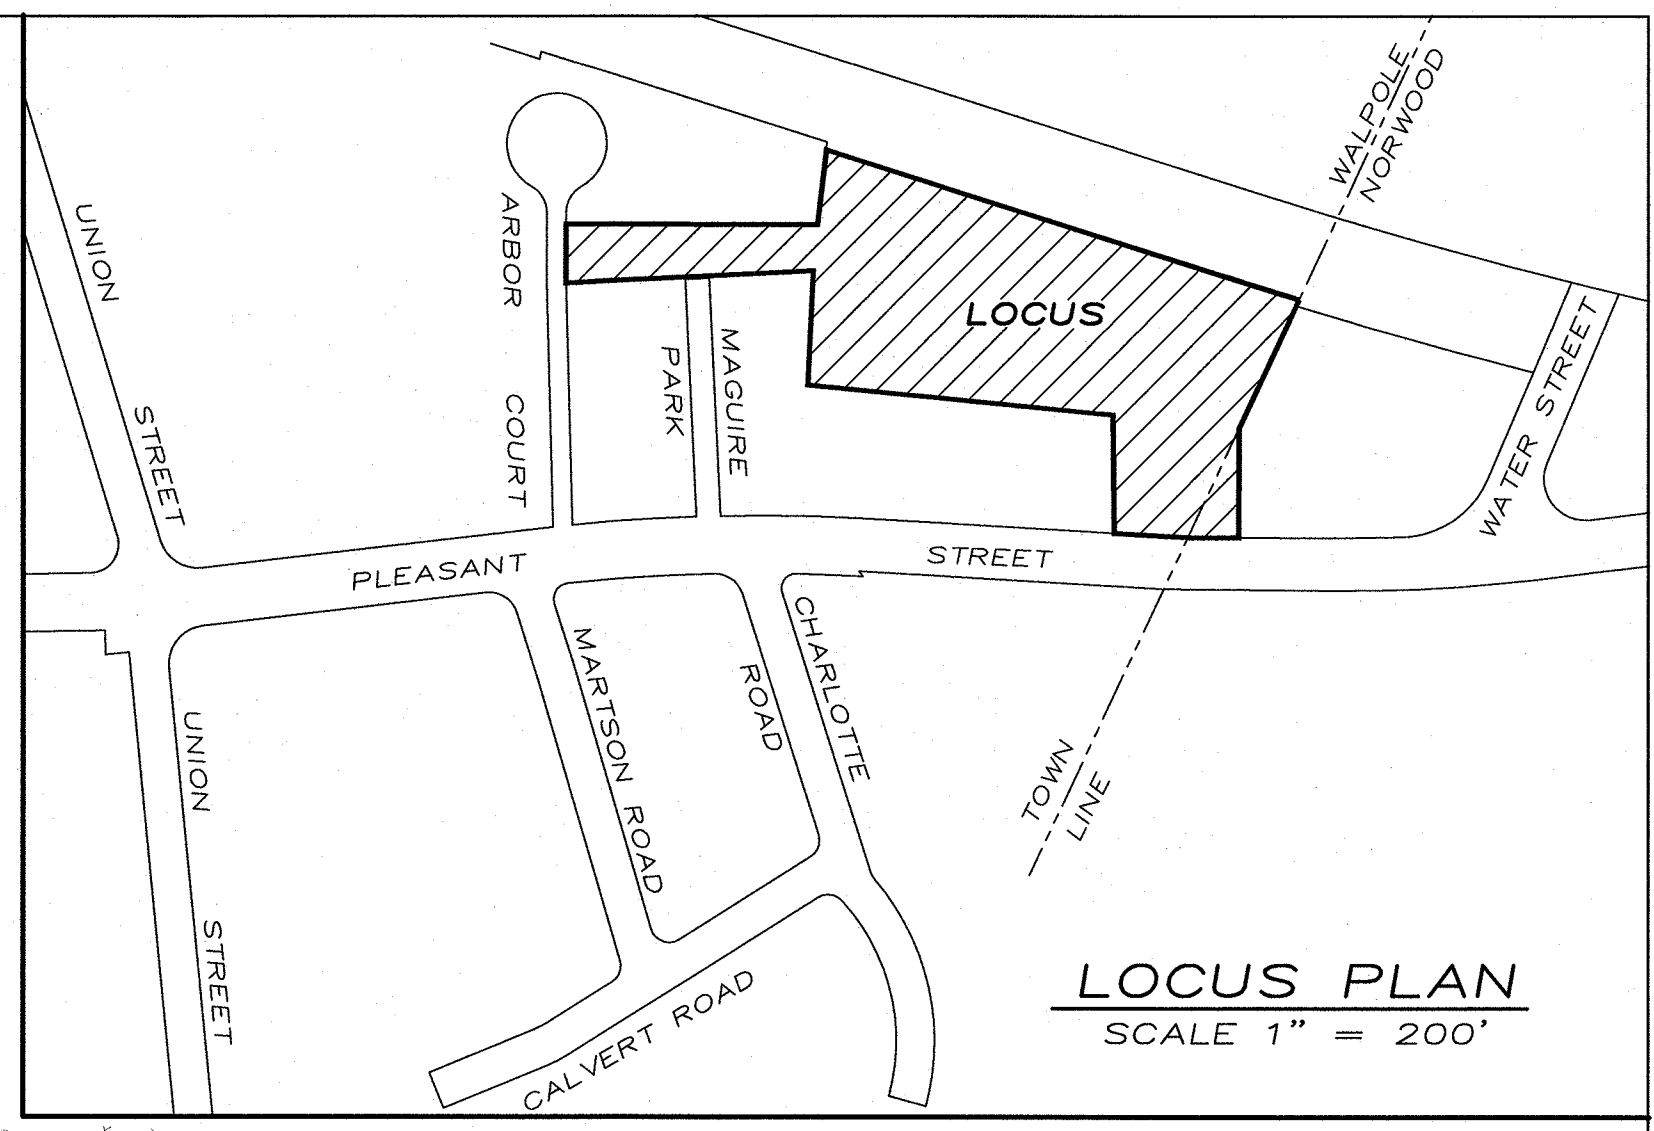 WALPOLE
NORWOOD
UNION
STREET
ARBOR
COURT
PARK
MAGUIRE
LOCUS
WATER STREET
PLEASANT
STREET
MARTSON ROAD
ROAD
CHARLOTTE
UNION
STREET
TOWN
LINE
CALVERT ROAD
LOCUS PLAN
SCALE 1" = 200'